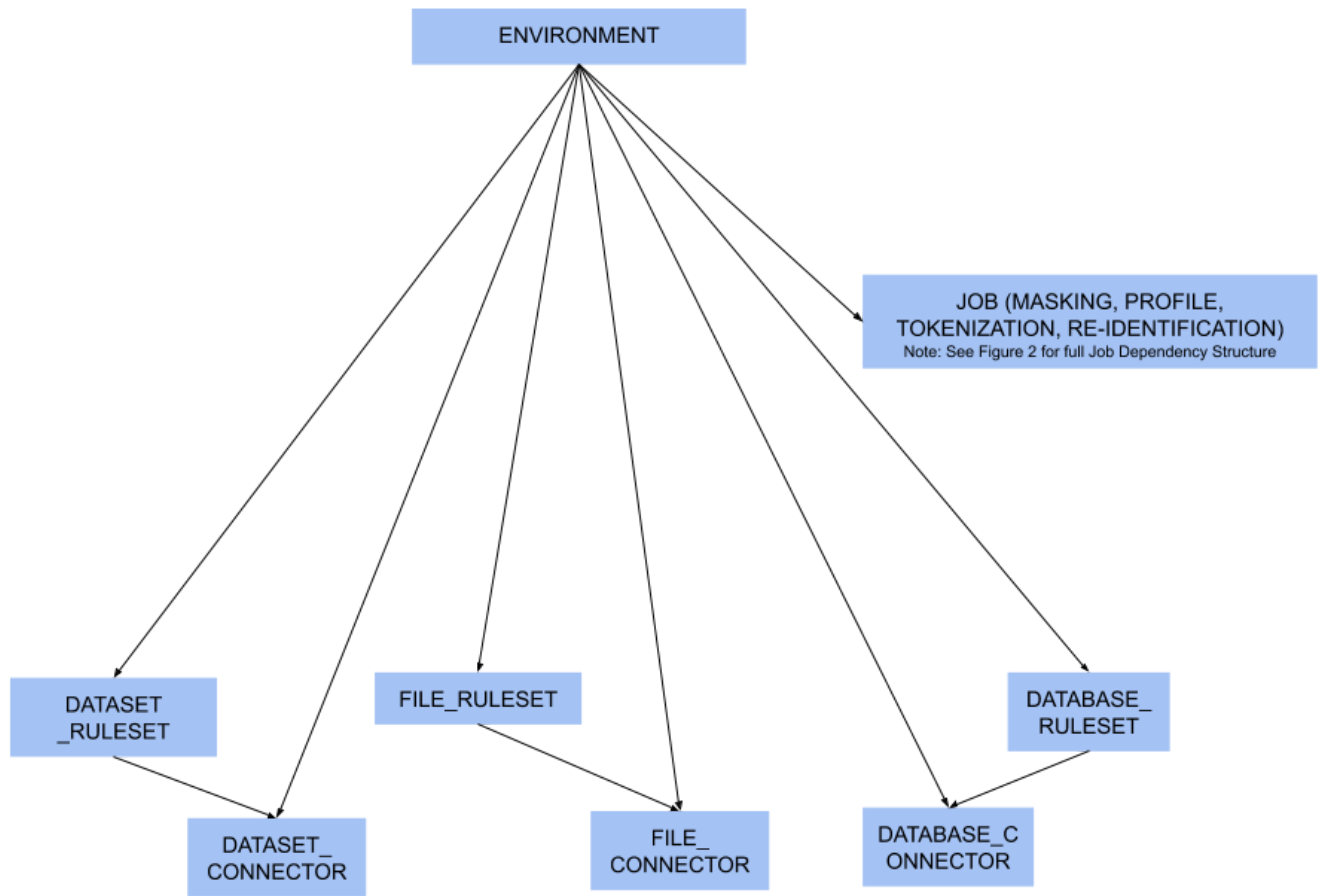 ENVIRONMENT
JOB (MASKING, PROFILE,
TOKENIZATION, RE-IDENTIFICATION)
Note: See Figure 2 for full Job Dependency Structure
DATASET
_RULESET
FILE_RULESET
DATABASE_
RULESET
DATASET_
CONNECTOR
FILE_
CONNECTOR
DATABASE_C
ONNECTOR